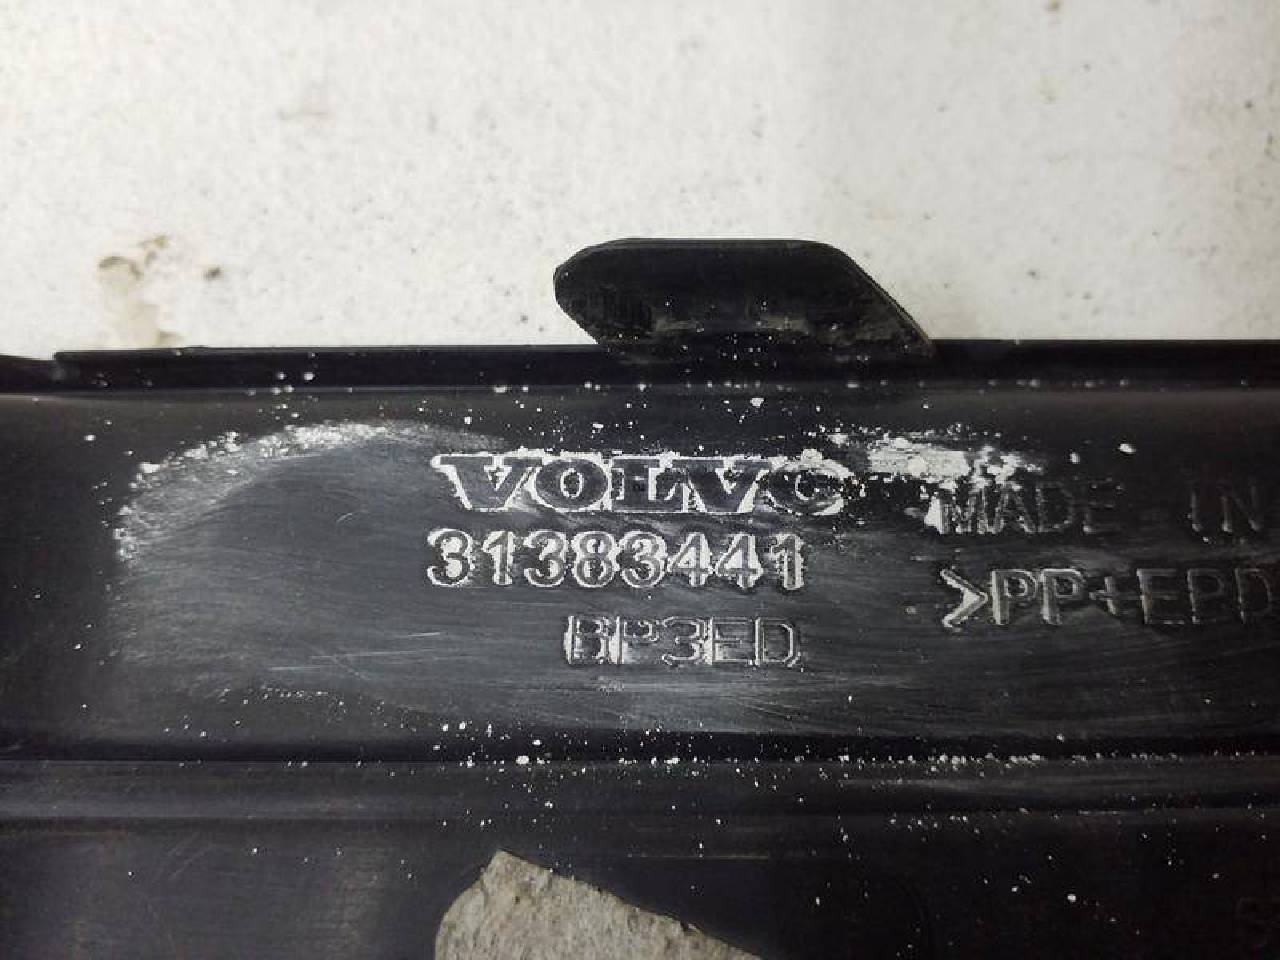 VOLVO
31383441
BP3ED
MADE IN
>PP+EPD